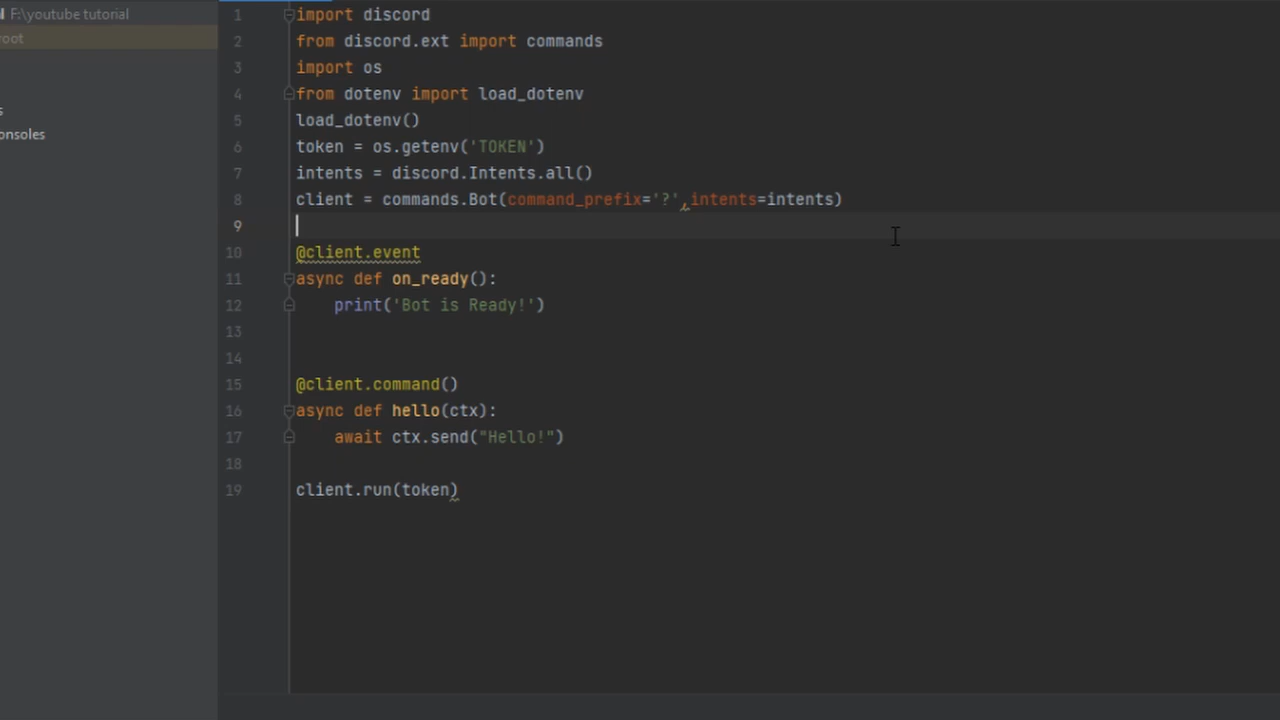 F:\youtube tutorial
root
onsoles
1 import discord
2 from discord.ext import commands
3 import os
4 from dotenv import load_dotenv
5 load_dotenv()
6 token = os.getenv('TOKEN')
7 intents = discord.Intents.all()
8 client = commands.Bot(command_prefix='?',intents=intents)
9
10 @client.event
11 async def on_ready():
12     print('Bot is Ready!')
13
14
15 @client.command()
16 async def hello(ctx):
17     await ctx.send("Hello!")
18
19 client.run(token)